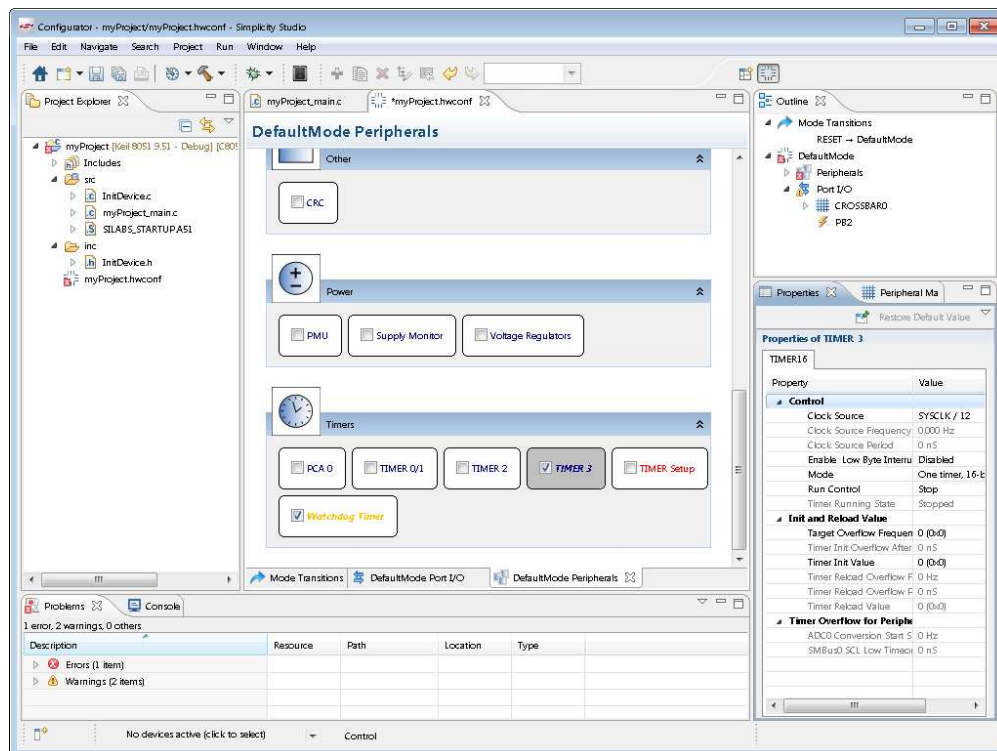 Configurator - myProject/myProject.hwconf - Simplicity Studio
File Edit Navigate Search Project Run Window Help
Project Explorer
myProject [Keil 8051 9.51 - Debug] [C805
Includes
src
InitDevice.c
myProject_main.c
SILABS_STARTUP.A51
inc
InitDevice.h
myProject.hwconf
myProject_main.c *myProject.hwconf
DefaultMode Peripherals
Other
CRC
Power
PMU Supply Monitor Voltage Regulators
Timers
PCA 0 TIMER 0/1 TIMER 2 TIMER 3 TIMER Setup
Watchdog Timer
Mode Transitions DefaultMode Port I/O DefaultMode Peripherals
Outline
Mode Transitions
RESET → DefaultMode
DefaultMode
Peripherals
Port I/O
CROSSBAR0
PB2
Properties Peripheral Ma
Restore Default Value
Properties of TIMER 3
TIMER16
Property Value
Control
Clock Source SYSCLK / 12
Clock Source Frequency 0.000 Hz
Clock Source Period 0 nS
Enable Low Byte Interru Disabled
Mode One timer, 16-b
Run Control Stop
Timer Running State Stopped
Init and Reload Value
Target Overflow Frequen 0 (0x0)
Timer Init Overflow After 0 nS
Timer Init Value 0 (0x0)
Timer Reload Overflow F 0 Hz
Timer Reload Overflow P 0 nS
Timer Reload Value 0 (0x0)
Timer Overflow for Periphe
ADC0 Conversion Start S 0 Hz
SMBus0 SCL Low Timeou 0 nS
Problems Console
1 error, 2 warnings, 0 others
Description Resource Path Location Type
Errors (1 item)
Warnings (2 items)
No devices active (click to select) Control